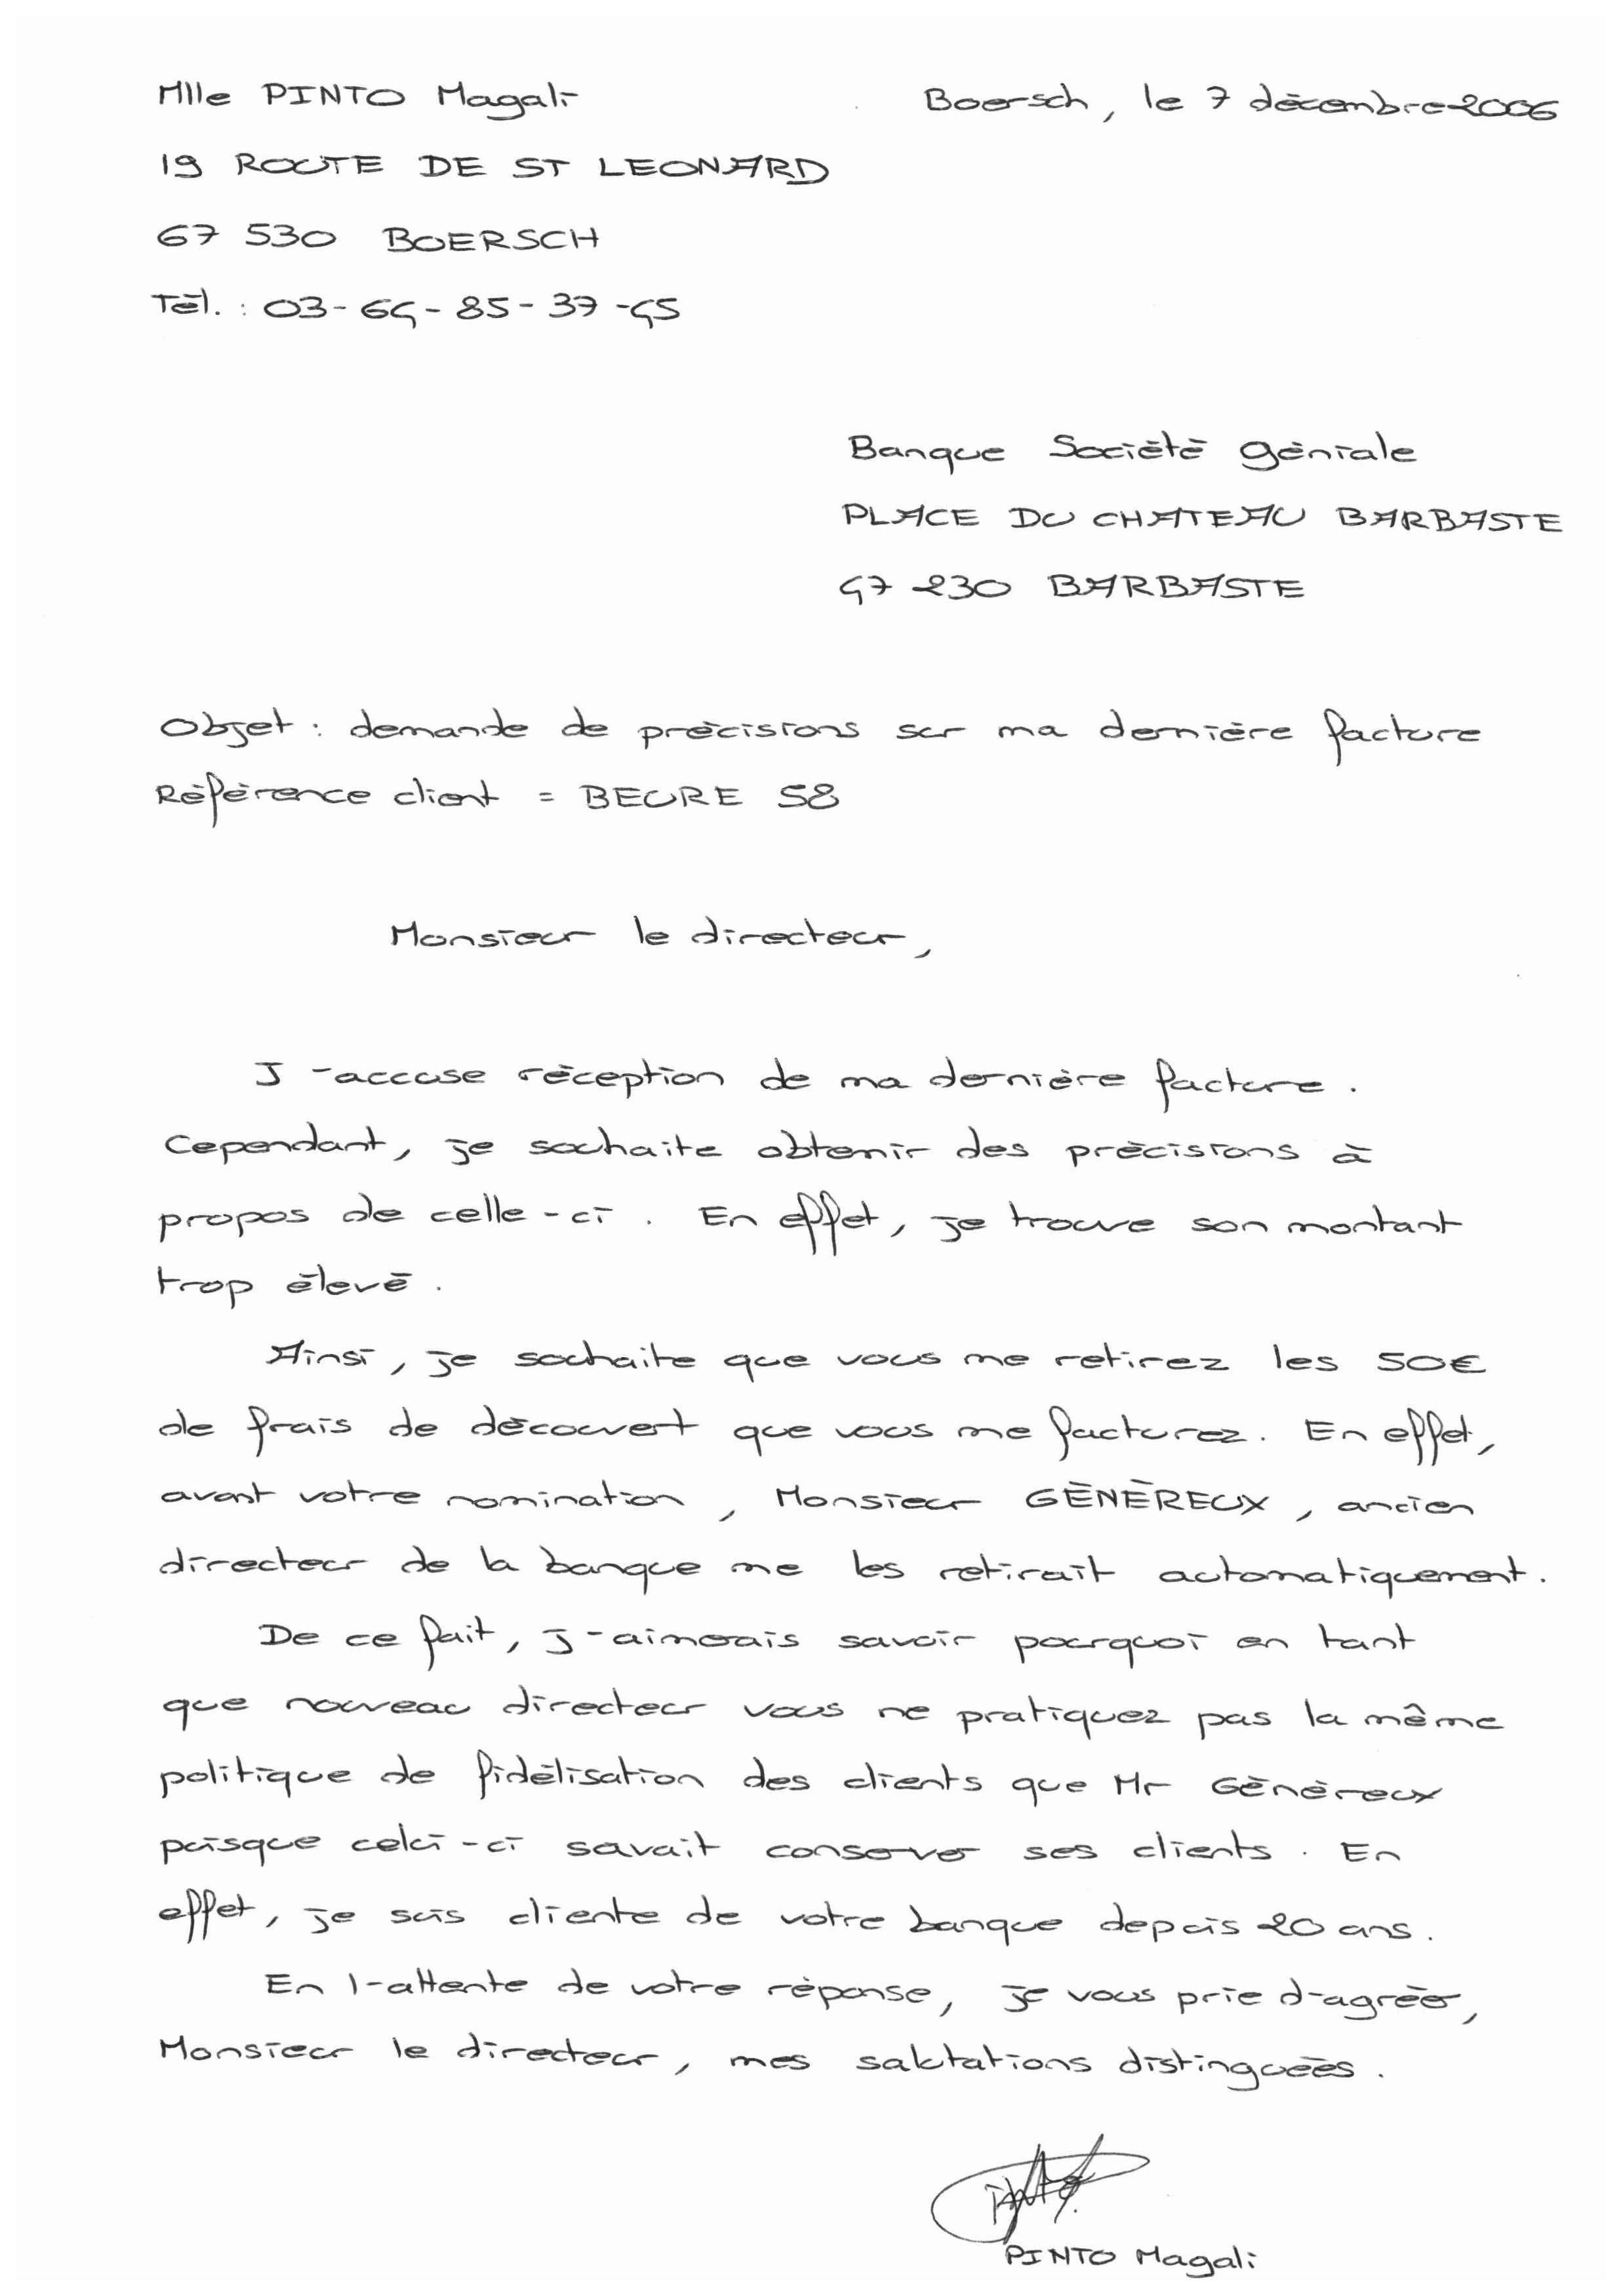 Mlle PINTO Magali
Boersch, le 7 décembre 2006
19 ROUTE DE ST LEONARD
67 530 BOERSCH
Tél. : 03-64-85-37-45
Banque Société Géniale
PLACE DU CHATEAU BARBASTE
47 230 BARBASTE
Objet : demande de précisions sur ma dernière facture
Référence client = BEURE 58
Monsieur le directeur,
J'accuse réception de ma dernière facture.
Cependant, je souhaite obtenir des précisions à
propos de celle-ci. En effet, je trouve son montant
trop élevé.
Ainsi, je souhaite que vous me retirez les 50€
de frais de découvert que vous me facturez. En effet,
avant votre nomination, Monsieur GÉNÉREUX, ancien
directeur de la banque me les retirait automatiquement.
De ce fait, j'aimerais savoir pourquoi en tant
que nouveau directeur vous ne pratiquez pas la même
politique de fidélisation des clients que Mr Généreux
puisque celui-ci savait conserver ses clients. En
effet, je suis cliente de votre banque depuis 20 ans.
En l'attente de votre réponse, je vous prie d'agréer,
Monsieur le directeur, mes salutations distinguées.
PINTO
PINTO Magali